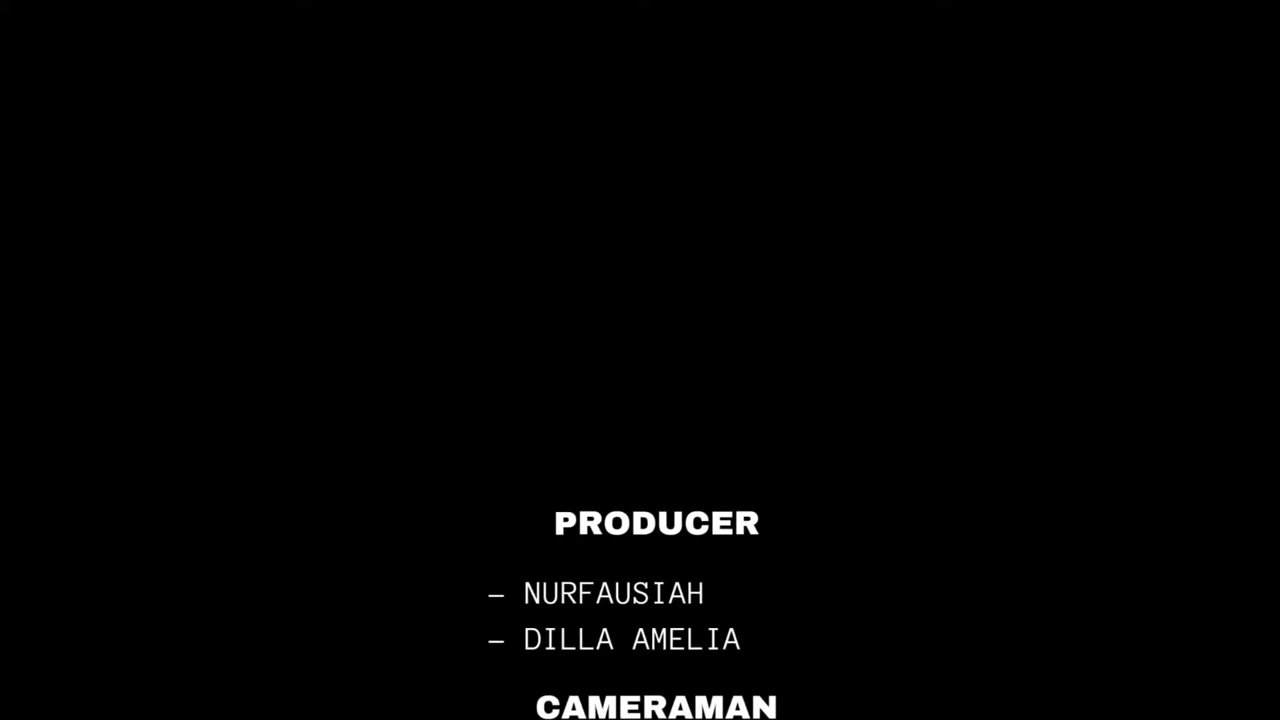 PRODUCER
– NURFAUSIAH
– DILLA AMELIA
CAMERAMAN